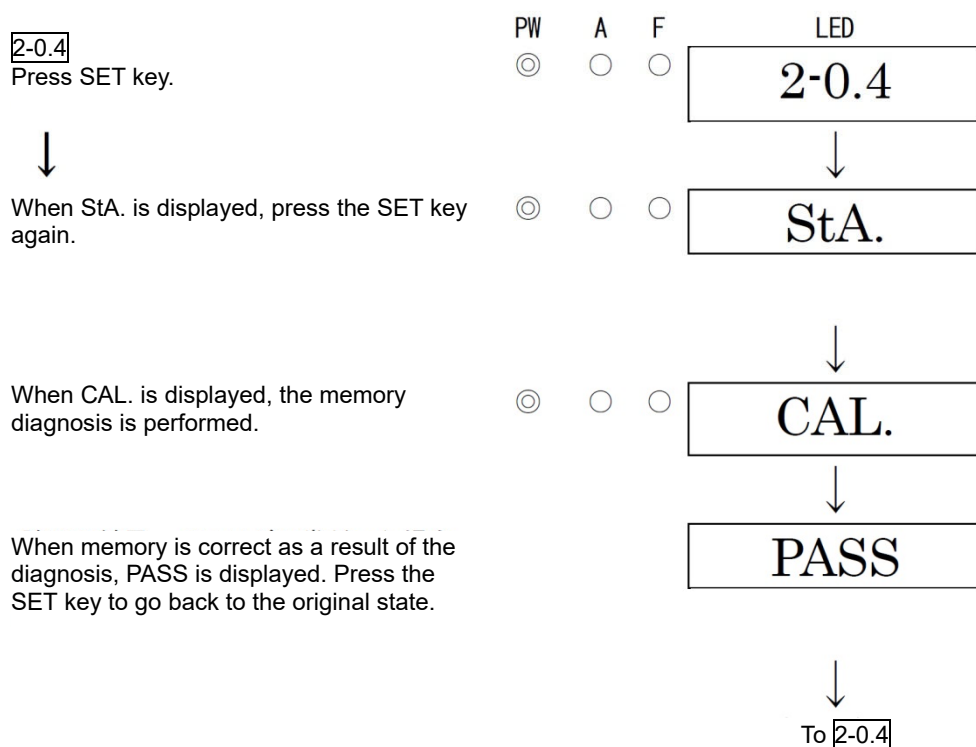 PW A F LED
2-0.4
Press SET key.
2-0.4
When StA. is displayed, press the SET key
again.
StA.
When CAL. is displayed, the memory
diagnosis is performed.
CAL.
When memory is correct as a result of the
diagnosis, PASS is displayed. Press the
SET key to go back to the original state.
PASS
To 2-0.4